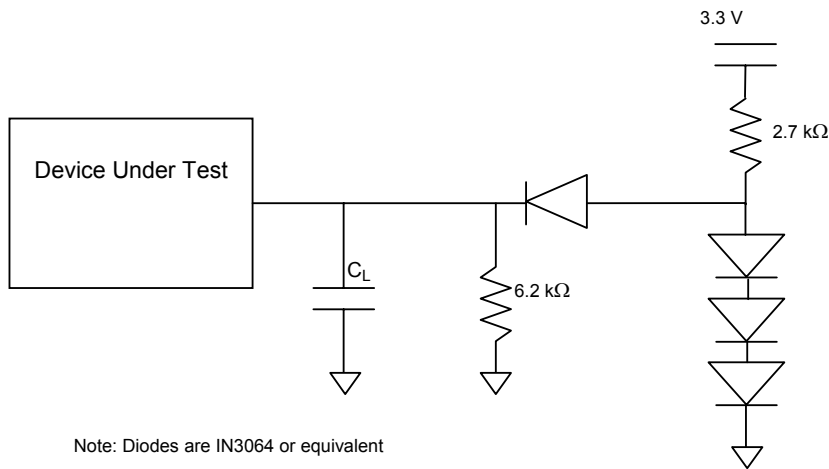 3.3 V
2.7 kΩ
Device Under Test
CL
6.2 kΩ
Note: Diodes are IN3064 or equivalent